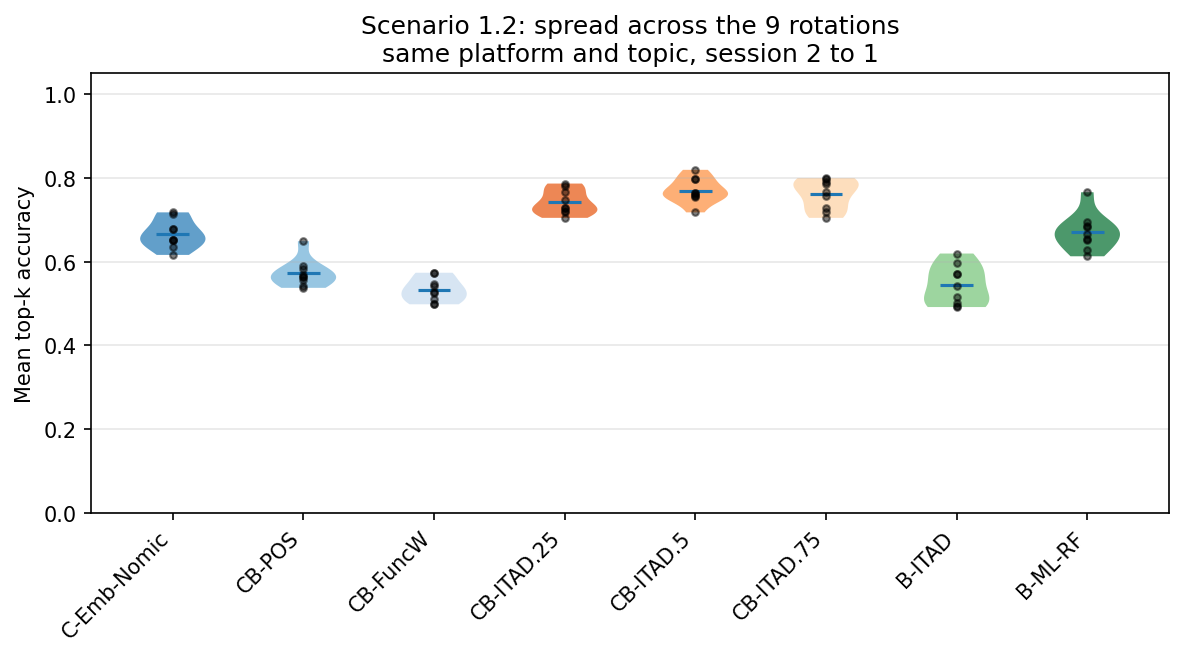 Scenario 1.2: spread across the 9 rotations
same platform and topic, session 2 to 1
Mean top-k accuracy
1.0
0.8
0.6
0.4
0.2
0.0
C-Emb-Nomic
CB-POS
CB-FuncW
CB-ITAD.25
CB-ITAD.5
CB-ITAD.75
B-ITAD
B-ML-RF